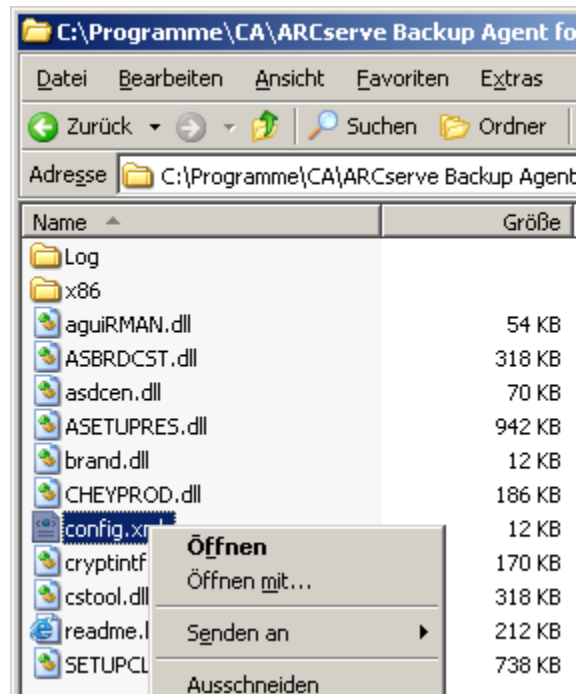 C:\Programme\CA\ARCserve Backup Agent fo
Datei Bearbeiten Ansicht Favoriten Extras
Zurück Suchen Ordner
Adresse C:\Programme\CA\ARCserve Backup Agent
Name Größe
Log
x86
aguiRMAN.dll 54 KB
ASBRDCST.dll 318 KB
asdcen.dll 70 KB
ASETUPRES.dll 942 KB
brand.dll 12 KB
CHEYPROD.dll 186 KB
config.xml 12 KB
cryptintf 170 KB
cstool.dll 318 KB
readme. 212 KB
SETUPCL 738 KB
Öffnen
Öffnen mit...
Senden an
Ausschneiden